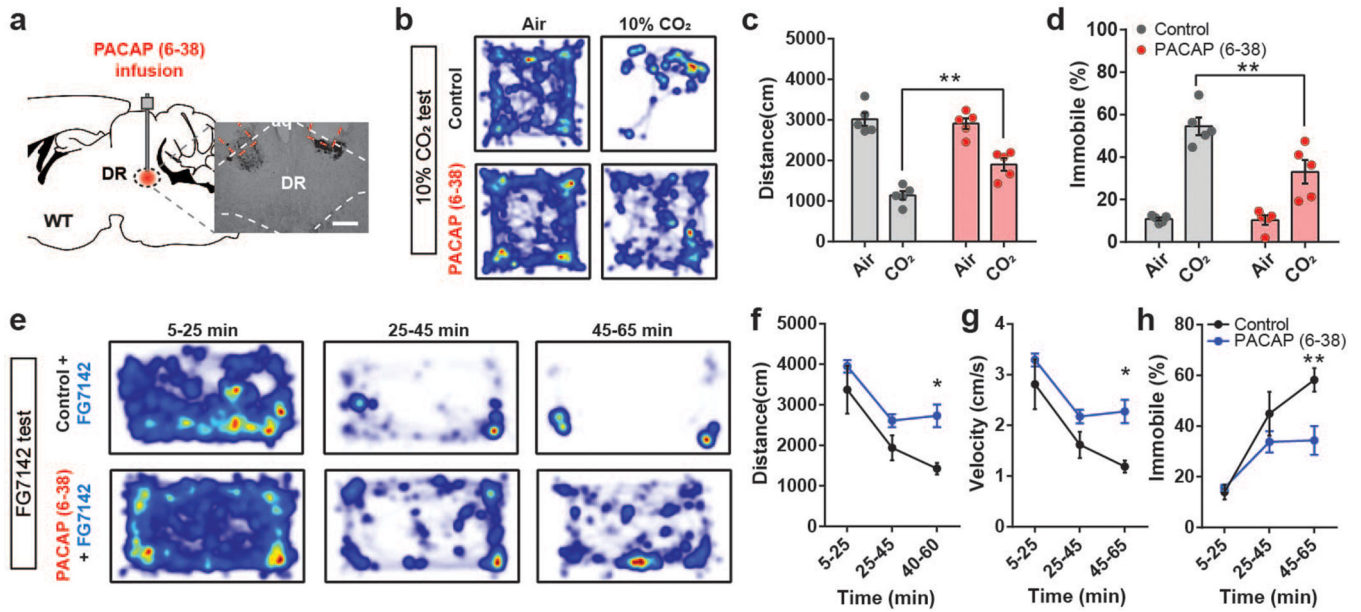 a
PACAP (6-38)
infusion
DR
WT
aq
DR
b
Air
10% CO₂
10% CO₂ test
Control
PACAP (6-38)
c
Distance(cm)
5000
4000
3000
2000
1000
0
**
Air
CO₂
Air
CO₂
d
Control
PACAP (6-38)
Immobile (%)
100
80
60
40
20
0
**
Air
CO₂
Air
CO₂
e
5-25 min
25-45 min
45-65 min
FG7142 test
Control +
FG7142
PACAP (6-38)
+ FG7142
f
Distance(cm)
5000
4000
3000
2000
1000
0
*
5-25
25-45
40-60
Time (min)
g
Velocity (cm/s)
4
3
2
1
0
*
5-25
25-45
45-65
Time (min)
h
Control
PACAP (6-38)
Immobile (%)
80
60
40
20
0
**
5-25
25-45
45-65
Time (min)